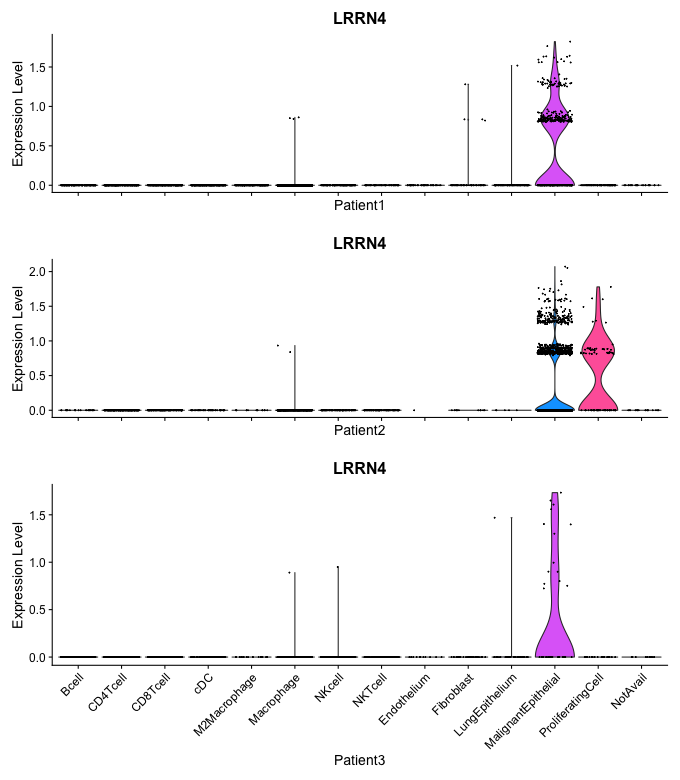 LRRN4
Expression Level
1.5
1.0
0.5
0.0
Patient1
LRRN4
Expression Level
2.0
1.5
1.0
0.5
0.0
Patient2
LRRN4
Expression Level
1.5
1.0
0.5
0.0
Bcell
CD4Tcell
CD8Tcell
cDC
M2Macrophage
Macrophage
NKcell
NKTcell
Endothelium
Fibroblast
LungEpithelium
MalignantEpithelial
ProliferatingCell
NotAvail
Patient3